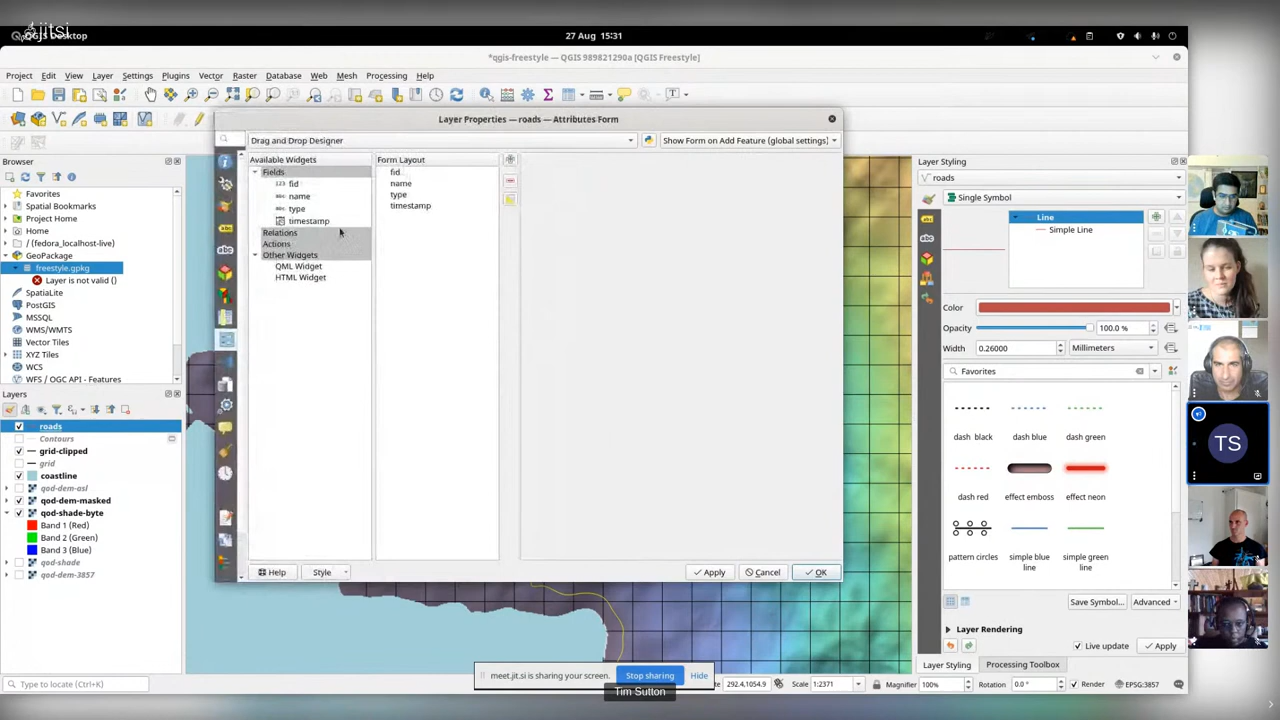 jitsi
QGIS Desktop
27 Aug 15:31
*qgis-freestyle — QGIS 989821290a [QGIS Freestyle]
Project Edit View Layer Settings Plugins Vector Raster Database Web Mesh Processing Help
Layer Properties — roads — Attributes Form
Drag and Drop Designer
Show Form on Add Feature (global settings)
Available Widgets
Fields
123 fid
abc name
abc type
timestamp
Relations
Actions
Other Widgets
QML Widget
HTML Widget
Form Layout
fid
name
type
timestamp
Help
Style
Apply
Cancel
OK
Browser
Favorites
Spatial Bookmarks
Project Home
Home
/ (fedora_localhost-live)
GeoPackage
freestyle.gpkg
Layer is not valid ()
SpatiaLite
PostGIS
MSSQL
WMS/WMTS
Vector Tiles
XYZ Tiles
WCS
WFS / OGC API - Features
Layers
roads
Contours
grid-clipped
grid
coastline
qod-dem-asl
qod-dem-masked
qod-shade-byte
Band 1 (Red)
Band 2 (Green)
Band 3 (Blue)
qod-shade
qod-dem-3857
Layer Styling
roads
Single Symbol
Line
Simple Line
Color
Opacity
100.0 %
Width
0.26000
Millimeters
Favorites
dash black
dash blue
dash green
dash red
effect emboss
effect neon
pattern circles
simple blue line
simple green line
Save Symbol...
Advanced
Layer Rendering
Live update
Apply
Layer Styling
Processing Toolbox
TS
meet.jit.si is sharing your screen.
Stop sharing
Hide
Tim Sutton
Type to locate (Ctrl+K)
292.4,1054.9
Scale 1:2371
Magnifier 100%
Rotation 0.0 °
Render
EPSG:3857